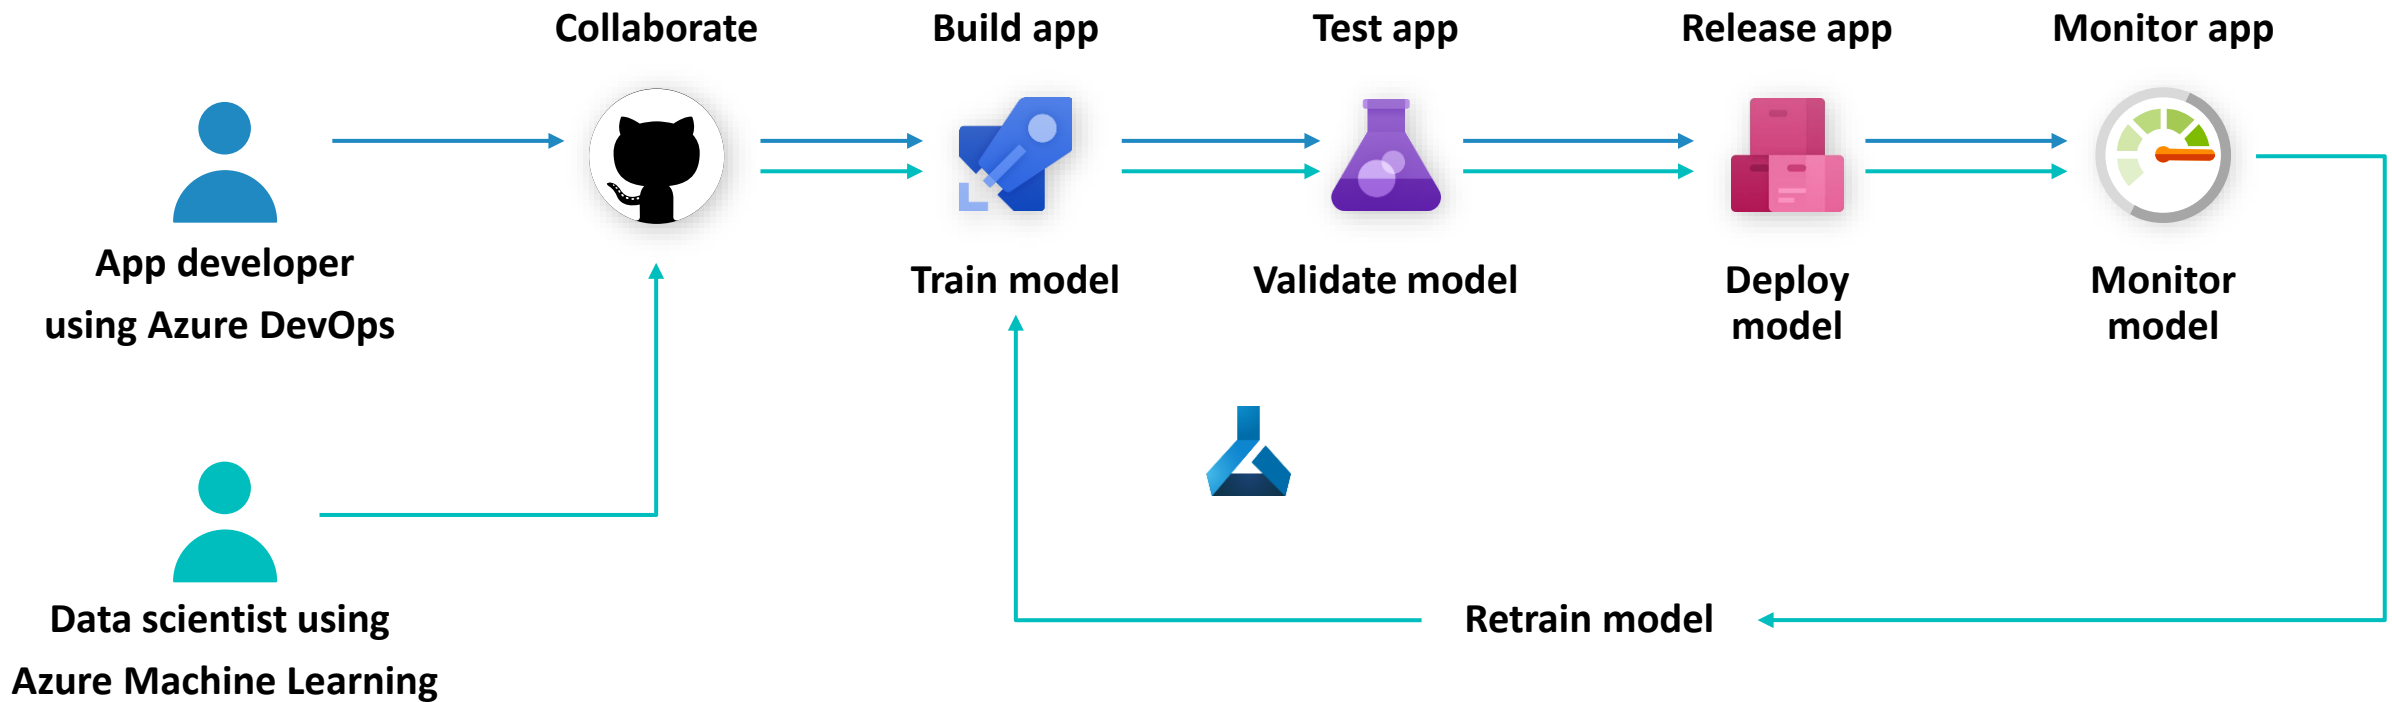 Collaborate
Build app
Test app
Release app
Monitor app
App developer
using Azure DevOps
Train model
Validate model
Deploy
model
Monitor
model
Data scientist using
Azure Machine Learning
Retrain model